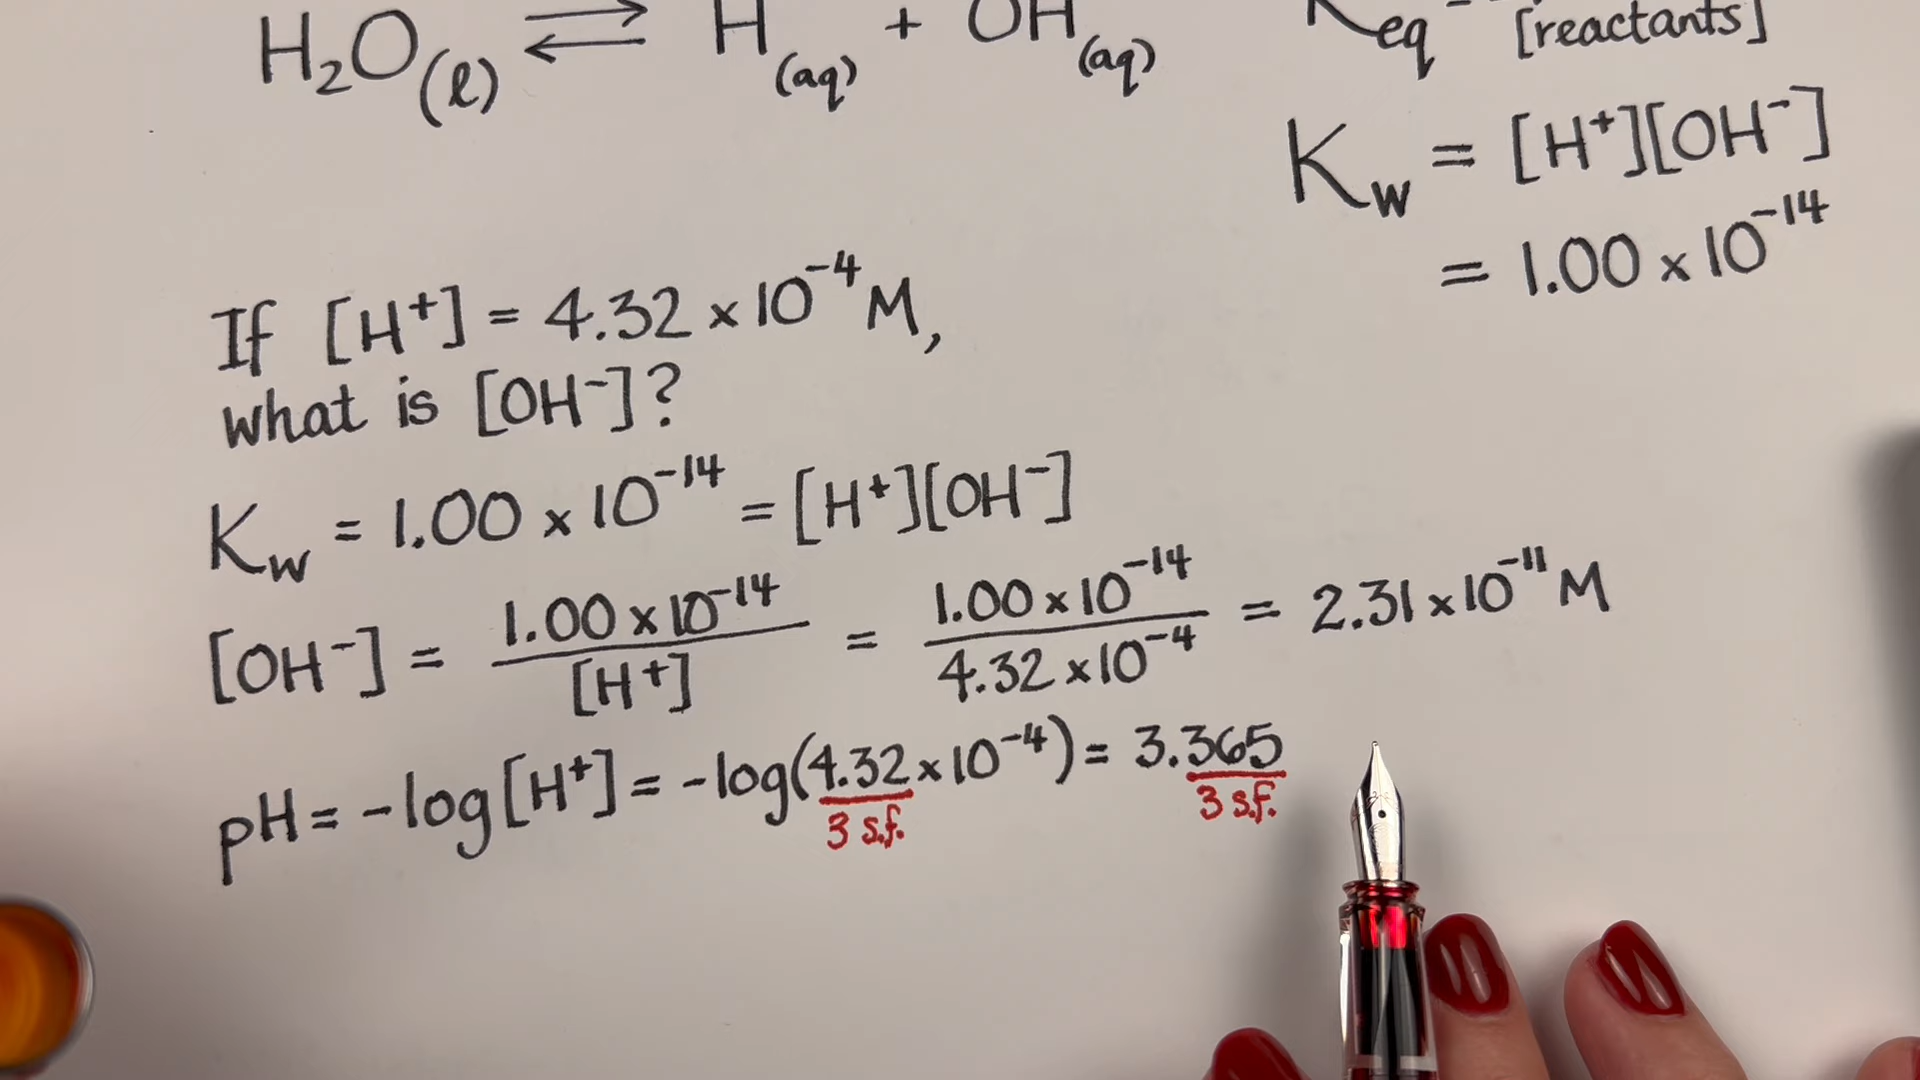 H₂O(l) ⇌ H(aq) + OH(aq)
Keq
[reactants]
Kw = [H⁺][OH⁻]
= 1.00 × 10⁻¹⁴
If [H⁺] = 4.32 × 10⁻⁴ M,
what is [OH⁻]?
Kw = 1.00 × 10⁻¹⁴ = [H⁺][OH⁻]
[OH⁻] = 1.00 × 10⁻¹⁴ / [H⁺] = 1.00 × 10⁻¹⁴ / 4.32 × 10⁻⁴ = 2.31 × 10⁻¹¹ M
pH = -log[H⁺] = -log(4.32 × 10⁻⁴) = 3.365
3 s.f. 3 s.f.